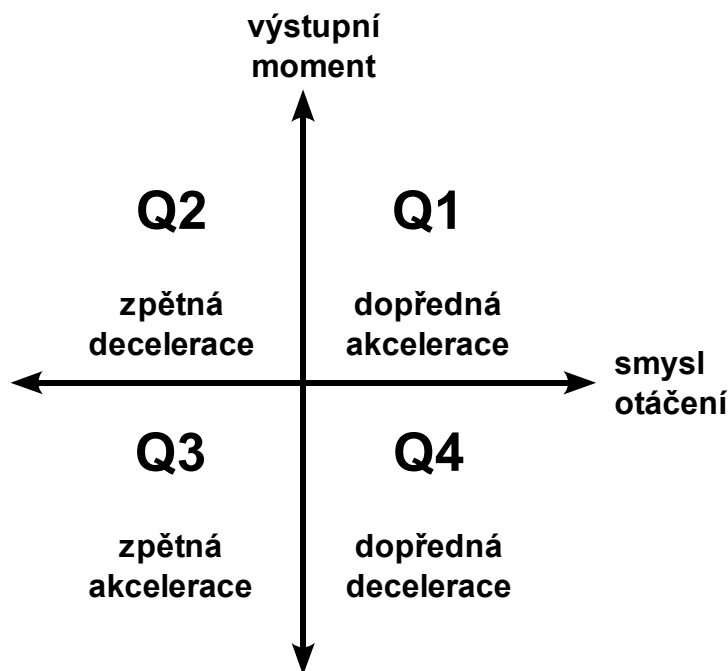 výstupní
moment
Q2
Q1
zpětná
decelerace
dopředná
akcelerace
smysl
otáčení
Q3
Q4
zpětná
akcelerace
dopředná
decelerace